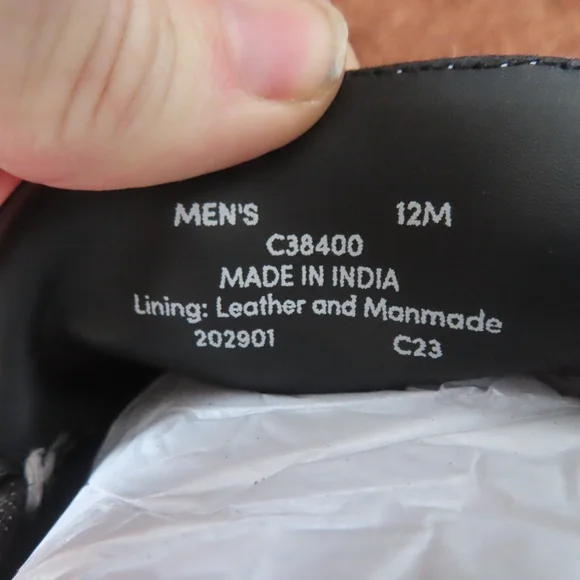 MEN'S 12M
C38400
MADE IN INDIA
Lining: Leather and Manmade
202901 C23